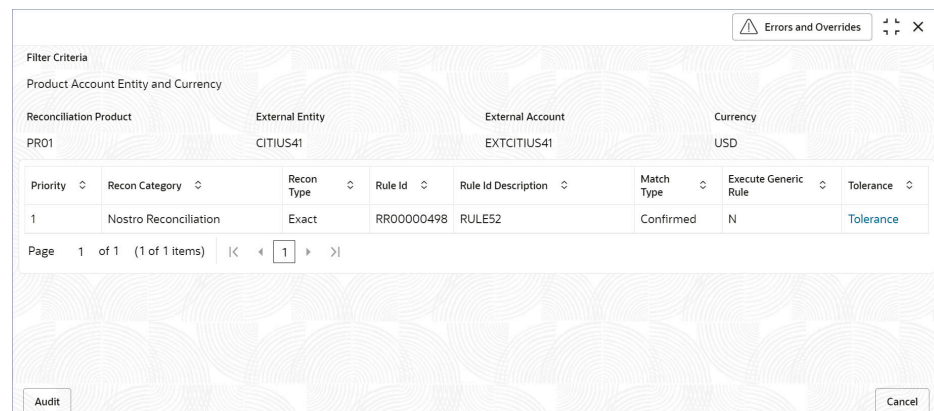 Errors and Overrides
Filter Criteria
Product Account Entity and Currency
Reconciliation Product External Entity External Account Currency
PR01 CITIUS41 EXTCITIUS41 USD
Priority Recon Category Recon Type Rule Id Rule Id Description Match Type Execute Generic Rule Tolerance
1 Nostro Reconciliation Exact RR00000498 RULE52 Confirmed N Tolerance
Page 1 of 1 (1 of 1 items) 1
Audit Cancel